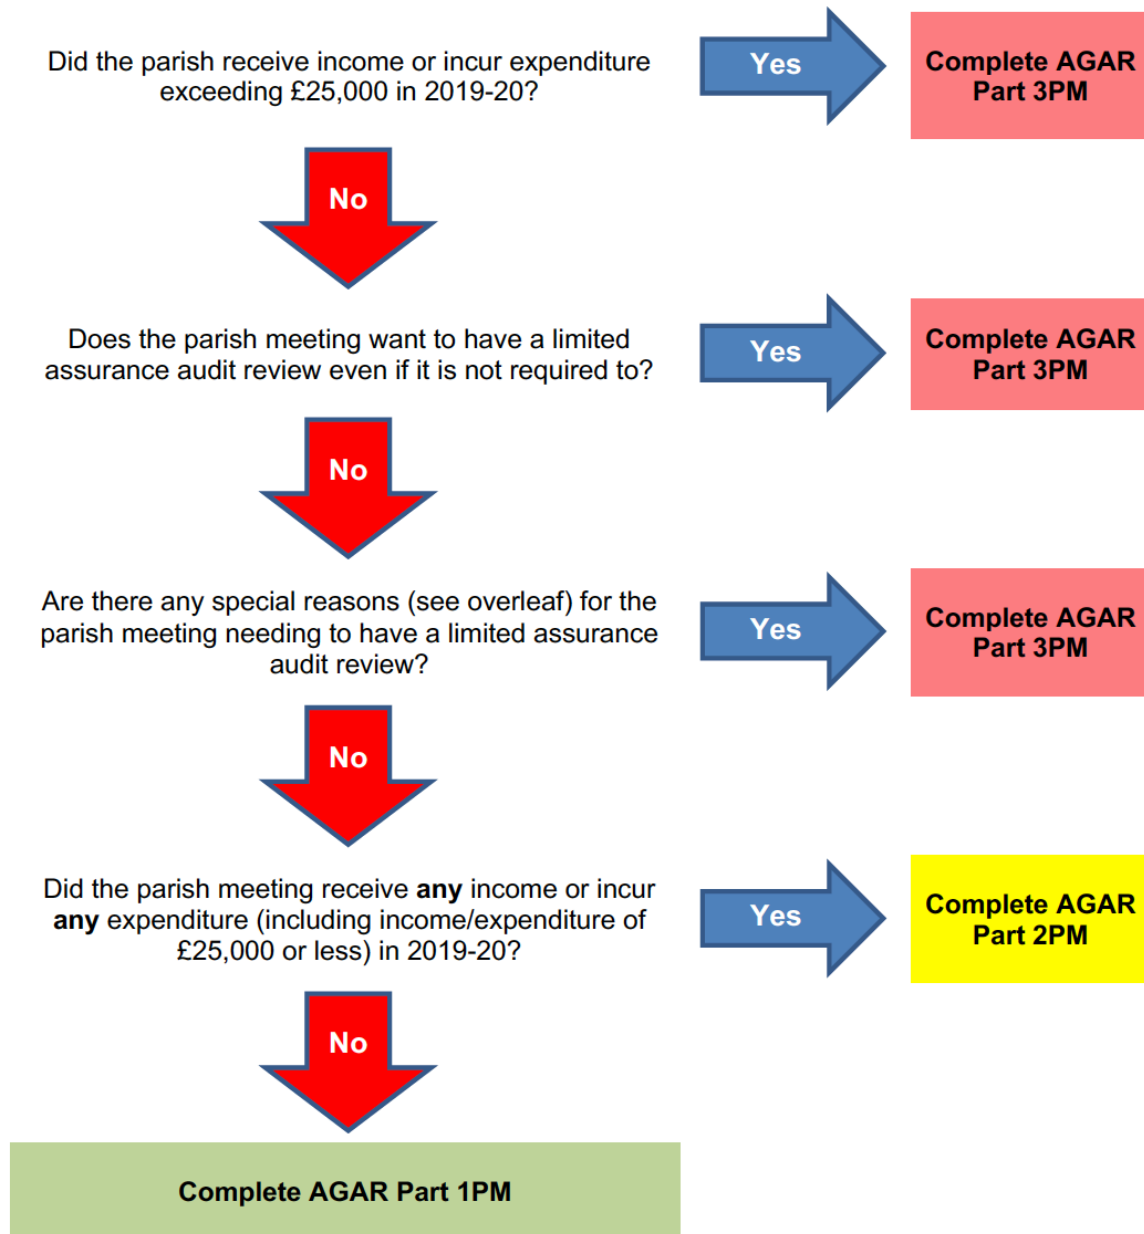 Did the parish receive income or incur expenditure
exceeding £25,000 in 2019-20?
Yes
Complete AGAR
Part 3PM
No
Does the parish meeting want to have a limited
assurance audit review even if it is not required to?
Yes
Complete AGAR
Part 3PM
No
Are there any special reasons (see overleaf) for the
parish meeting needing to have a limited assurance
audit review?
Yes
Complete AGAR
Part 3PM
No
Did the parish meeting receive any income or incur
any expenditure (including income/expenditure of
£25,000 or less) in 2019-20?
Yes
Complete AGAR
Part 2PM
No
Complete AGAR Part 1PM